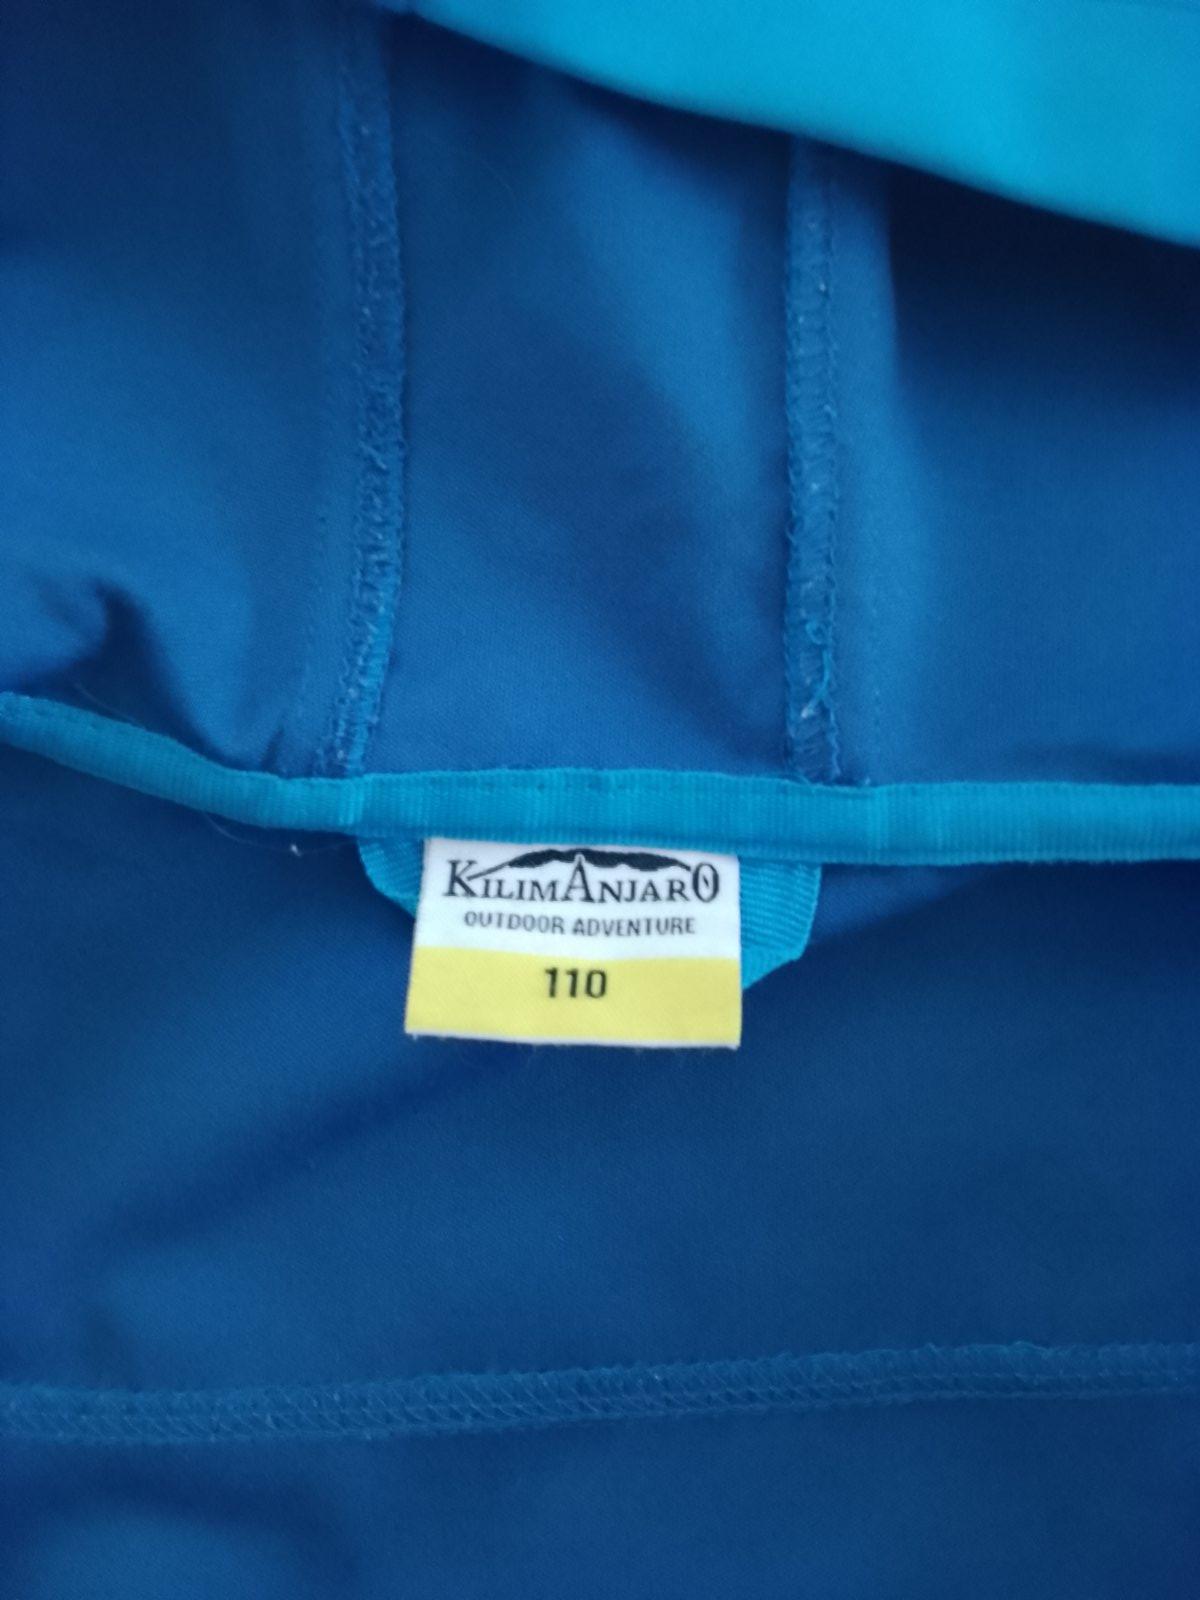 KILIMANJARO
OUTDOOR ADVENTURE
110